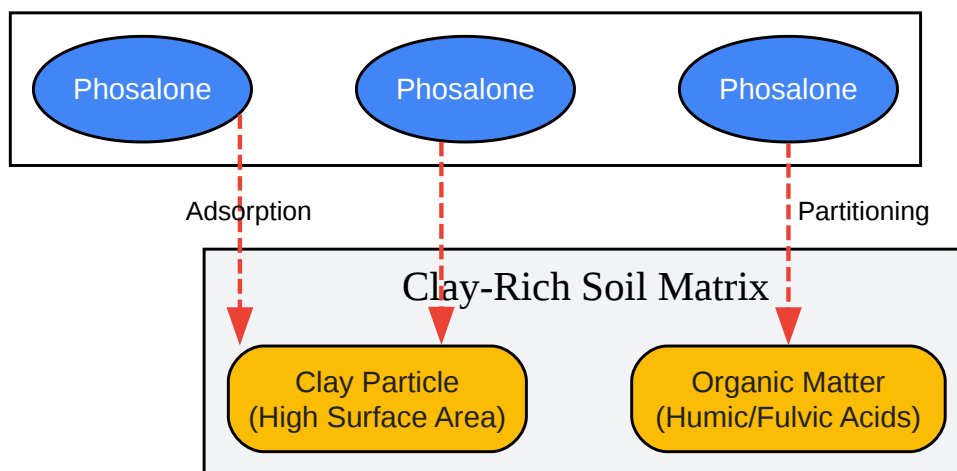 Phosalone
Phosalone
Phosalone
Adsorption
Partitioning
Clay-Rich Soil Matrix
Clay Particle
(High Surface Area)
Organic Matter
(Humic/Fulvic Acids)